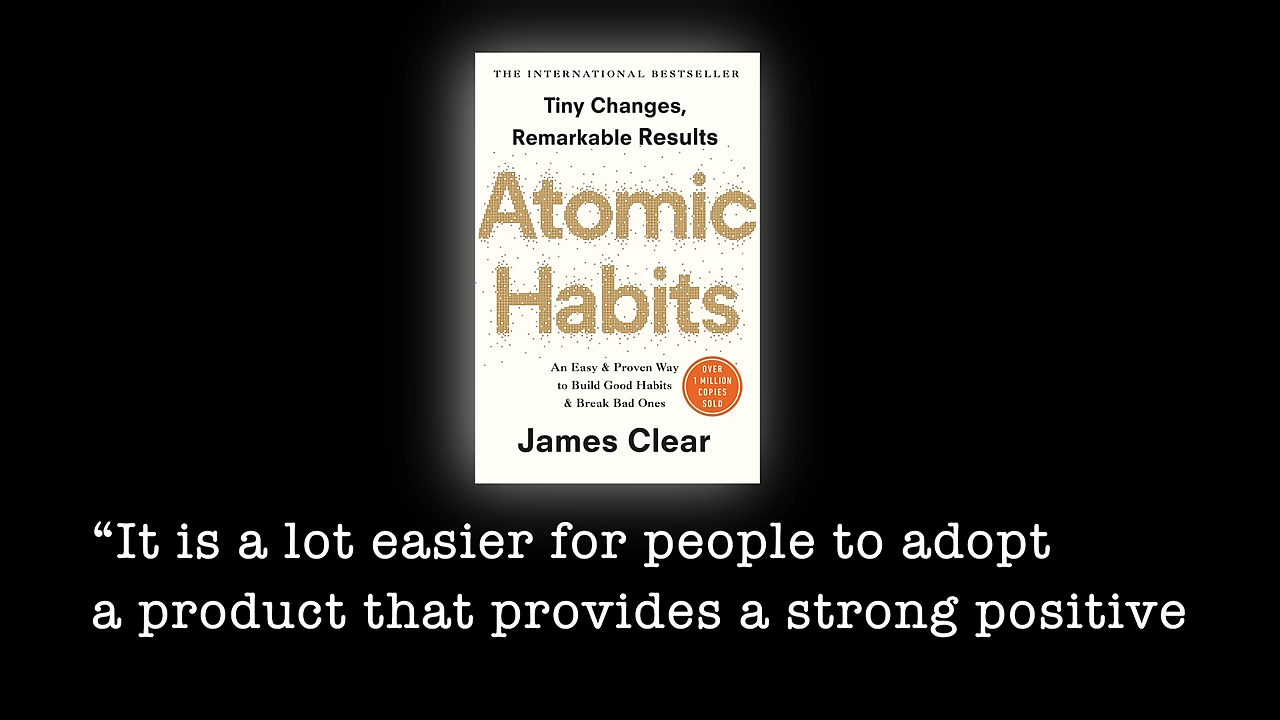 THE INTERNATIONAL BESTSELLER
Tiny Changes,
Remarkable Results
Atomic
Habits
An Easy & Proven Way
to Build Good Habits
& Break Bad Ones
OVER
1 MILLION
COPIES
SOLD
James Clear
“It is a lot easier for people to adopt
a product that provides a strong positive